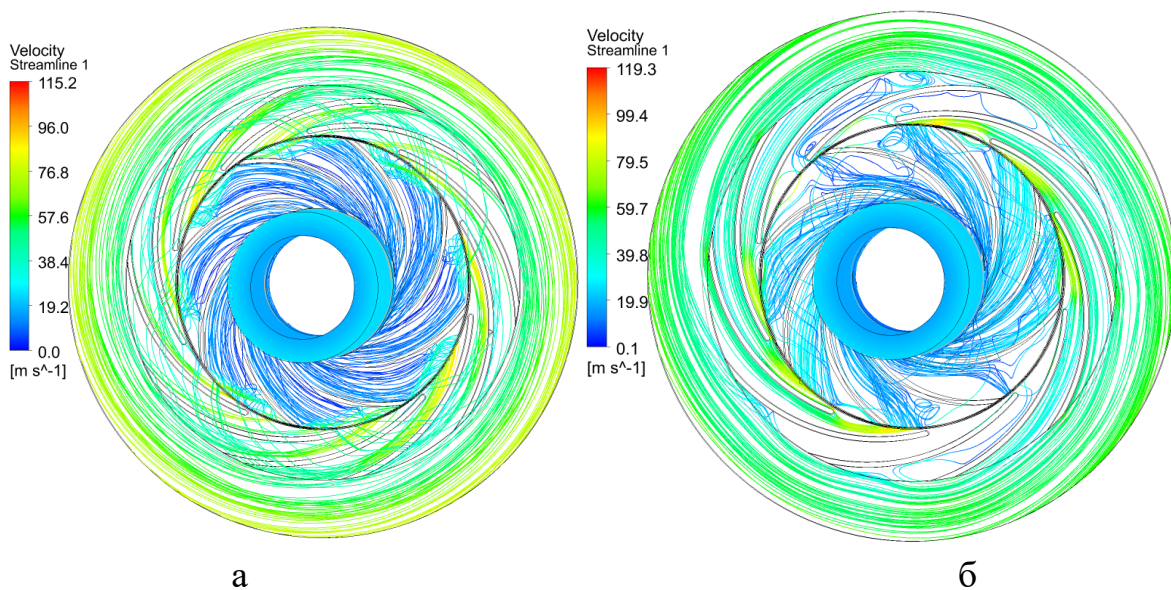 Velocity
Streamline 1
115.2
96.0
76.8
57.6
38.4
19.2
0.0
[m s^-1]
Velocity
Streamline 1
119.3
99.4
79.5
59.7
39.8
19.9
0.1
[m s^-1]
а
б